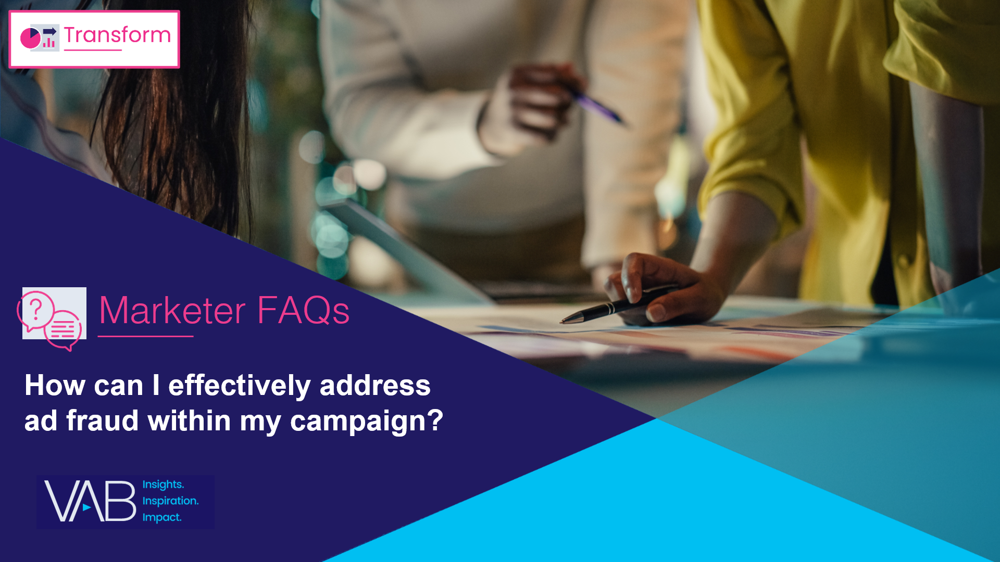 Transform
?
Marketer FAQs
How can I effectively address
ad fraud within my campaign?
VAB
Insights.
Inspiration.
Impact.